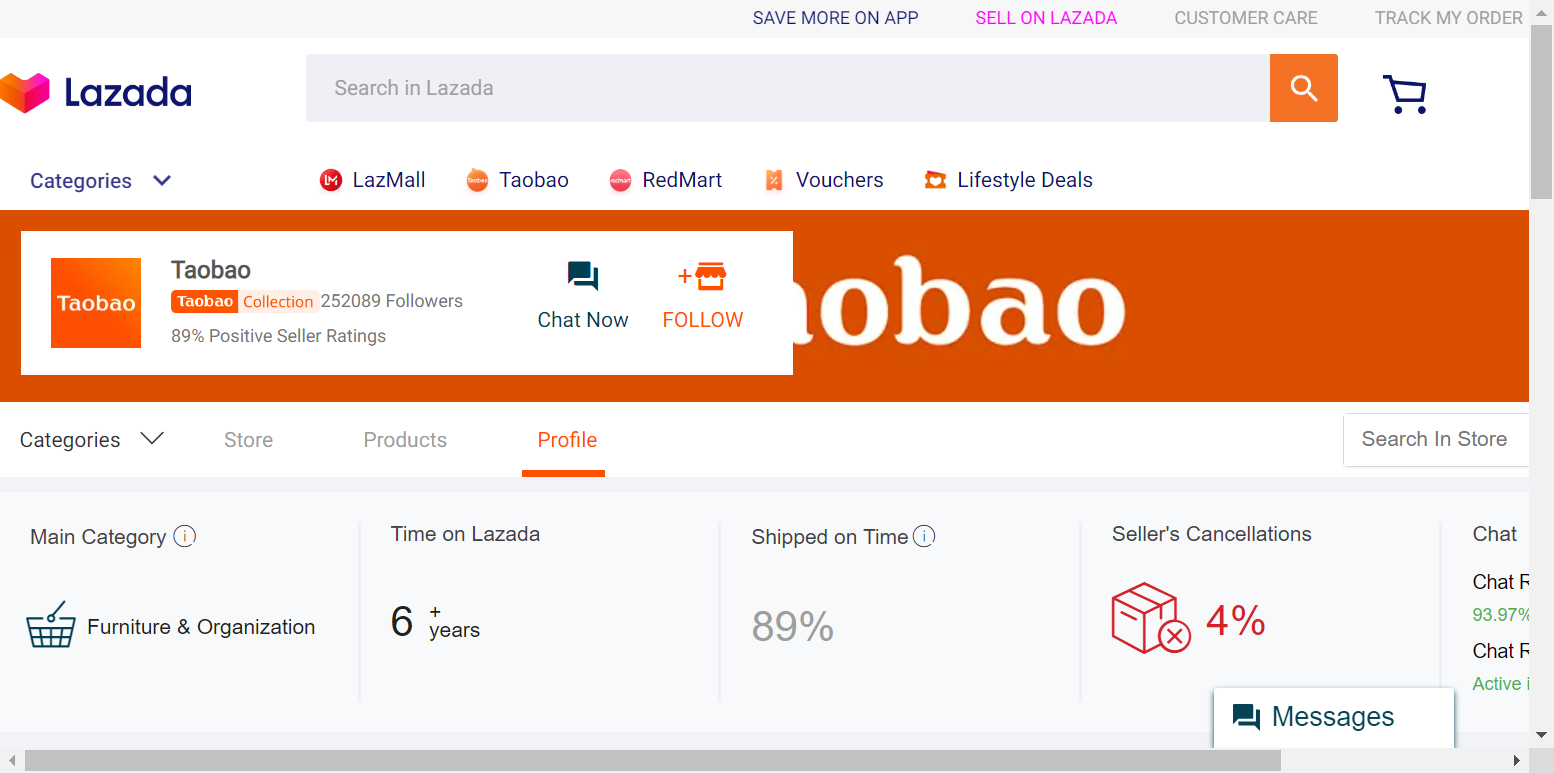 SAVE MORE ON APP SELL ON LAZADA CUSTOMER CARE TRACK MY ORDER
Lazada Search in Lazada
Categories LazMall Taobao RedMart Vouchers Lifestyle Deals
Taobao
Taobao
Taobao Collection 252089 Followers
89% Positive Seller Ratings
Chat Now FOLLOW
obao
Categories Store Products Profile Search In Store
Main Category Time on Lazada Shipped on Time Seller's Cancellations Chat
Furniture & Organization 6 + years 89% 4%
Chat R
93.97%
Chat R
Active i
Messages